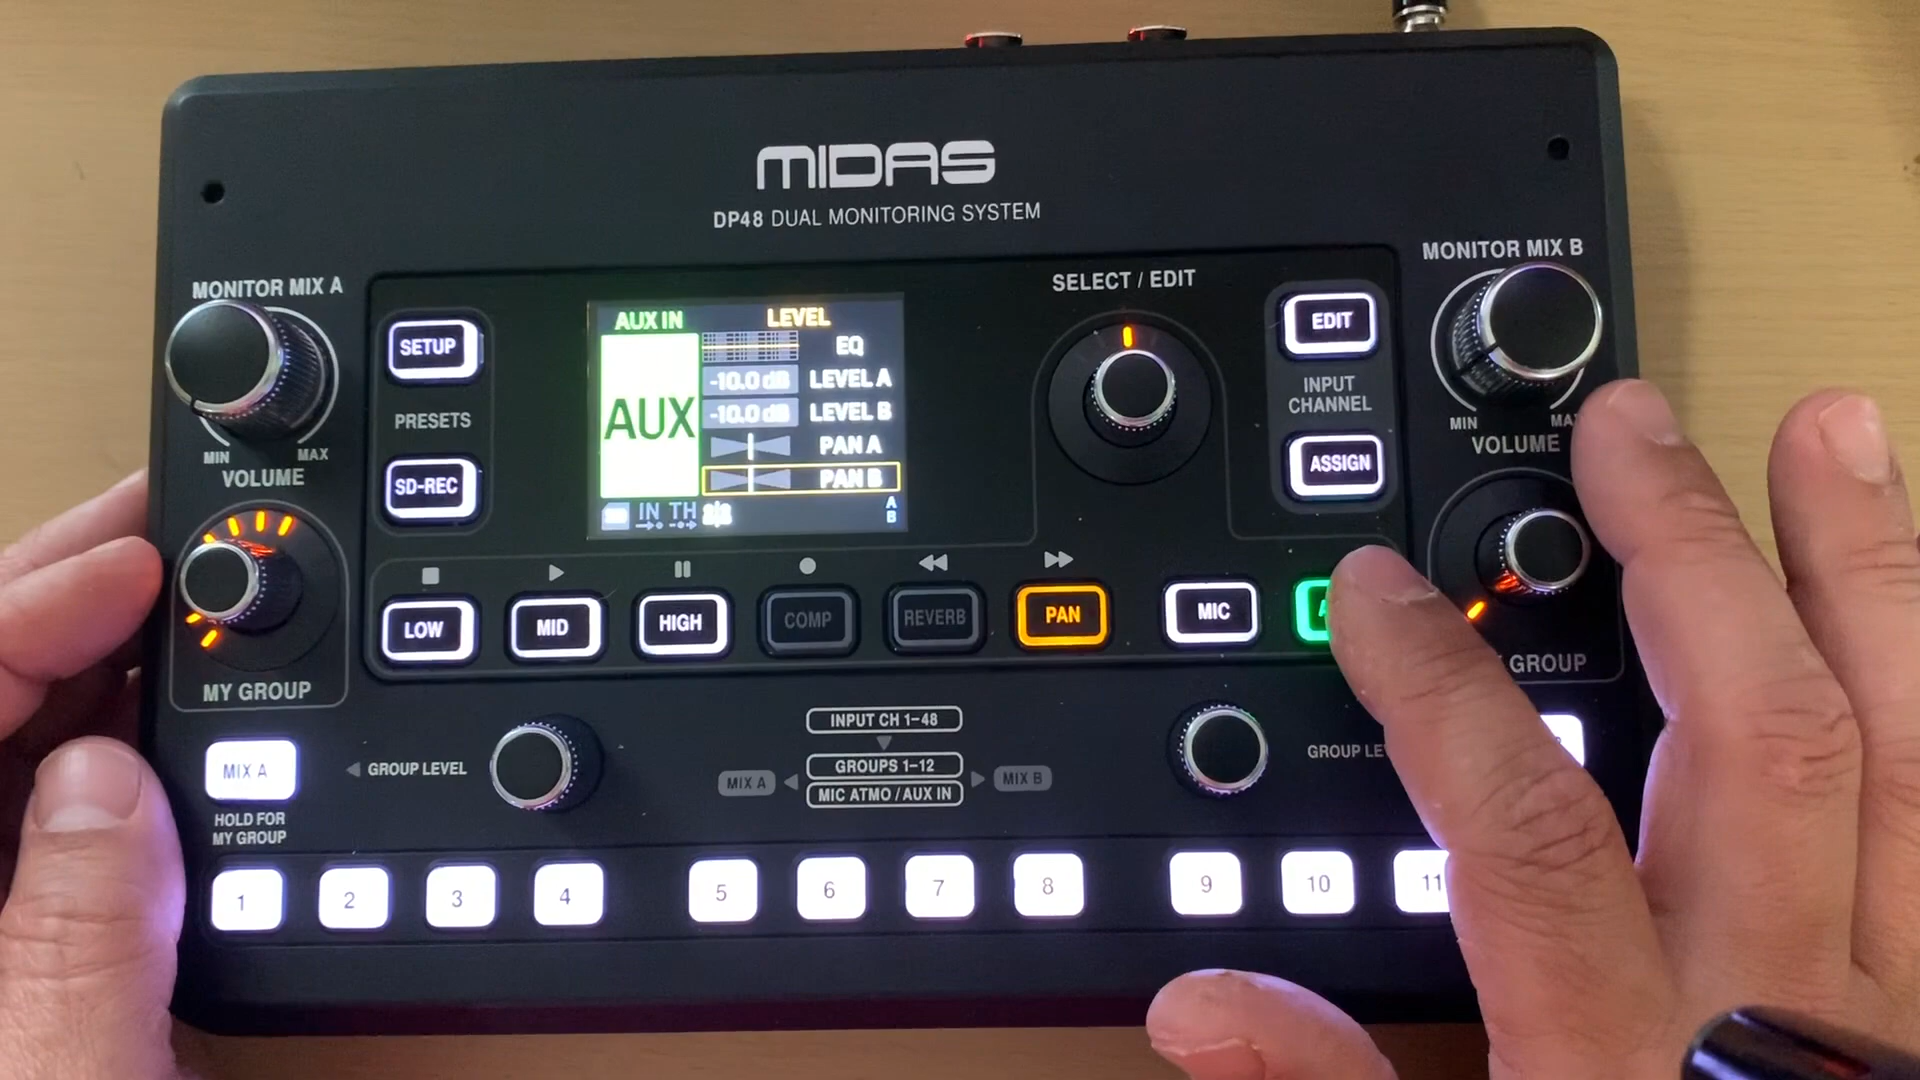 MIDAS
DP48 DUAL MONITORING SYSTEM
MONITOR MIX A
MIN MAX
VOLUME
MY GROUP
SETUP
PRESETS
SD-REC
AUX IN LEVEL
AUX
EQ
-10.0 dB LEVEL A
-10.0 dB LEVEL B
PAN A
PAN B
IN TH
A
B
SELECT / EDIT
EDIT
INPUT
CHANNEL
ASSIGN
MONITOR MIX B
MIN
VOLUME
GROUP
LOW MID HIGH COMP REVERB PAN MIC
MIX A
HOLD FOR
MY GROUP
GROUP LEVEL
INPUT CH 1-48
GROUPS 1-12
MIX A MIX B
MIC ATMO / AUX IN
GROUP
1 2 3 4 5 6 7 8 9 10 11